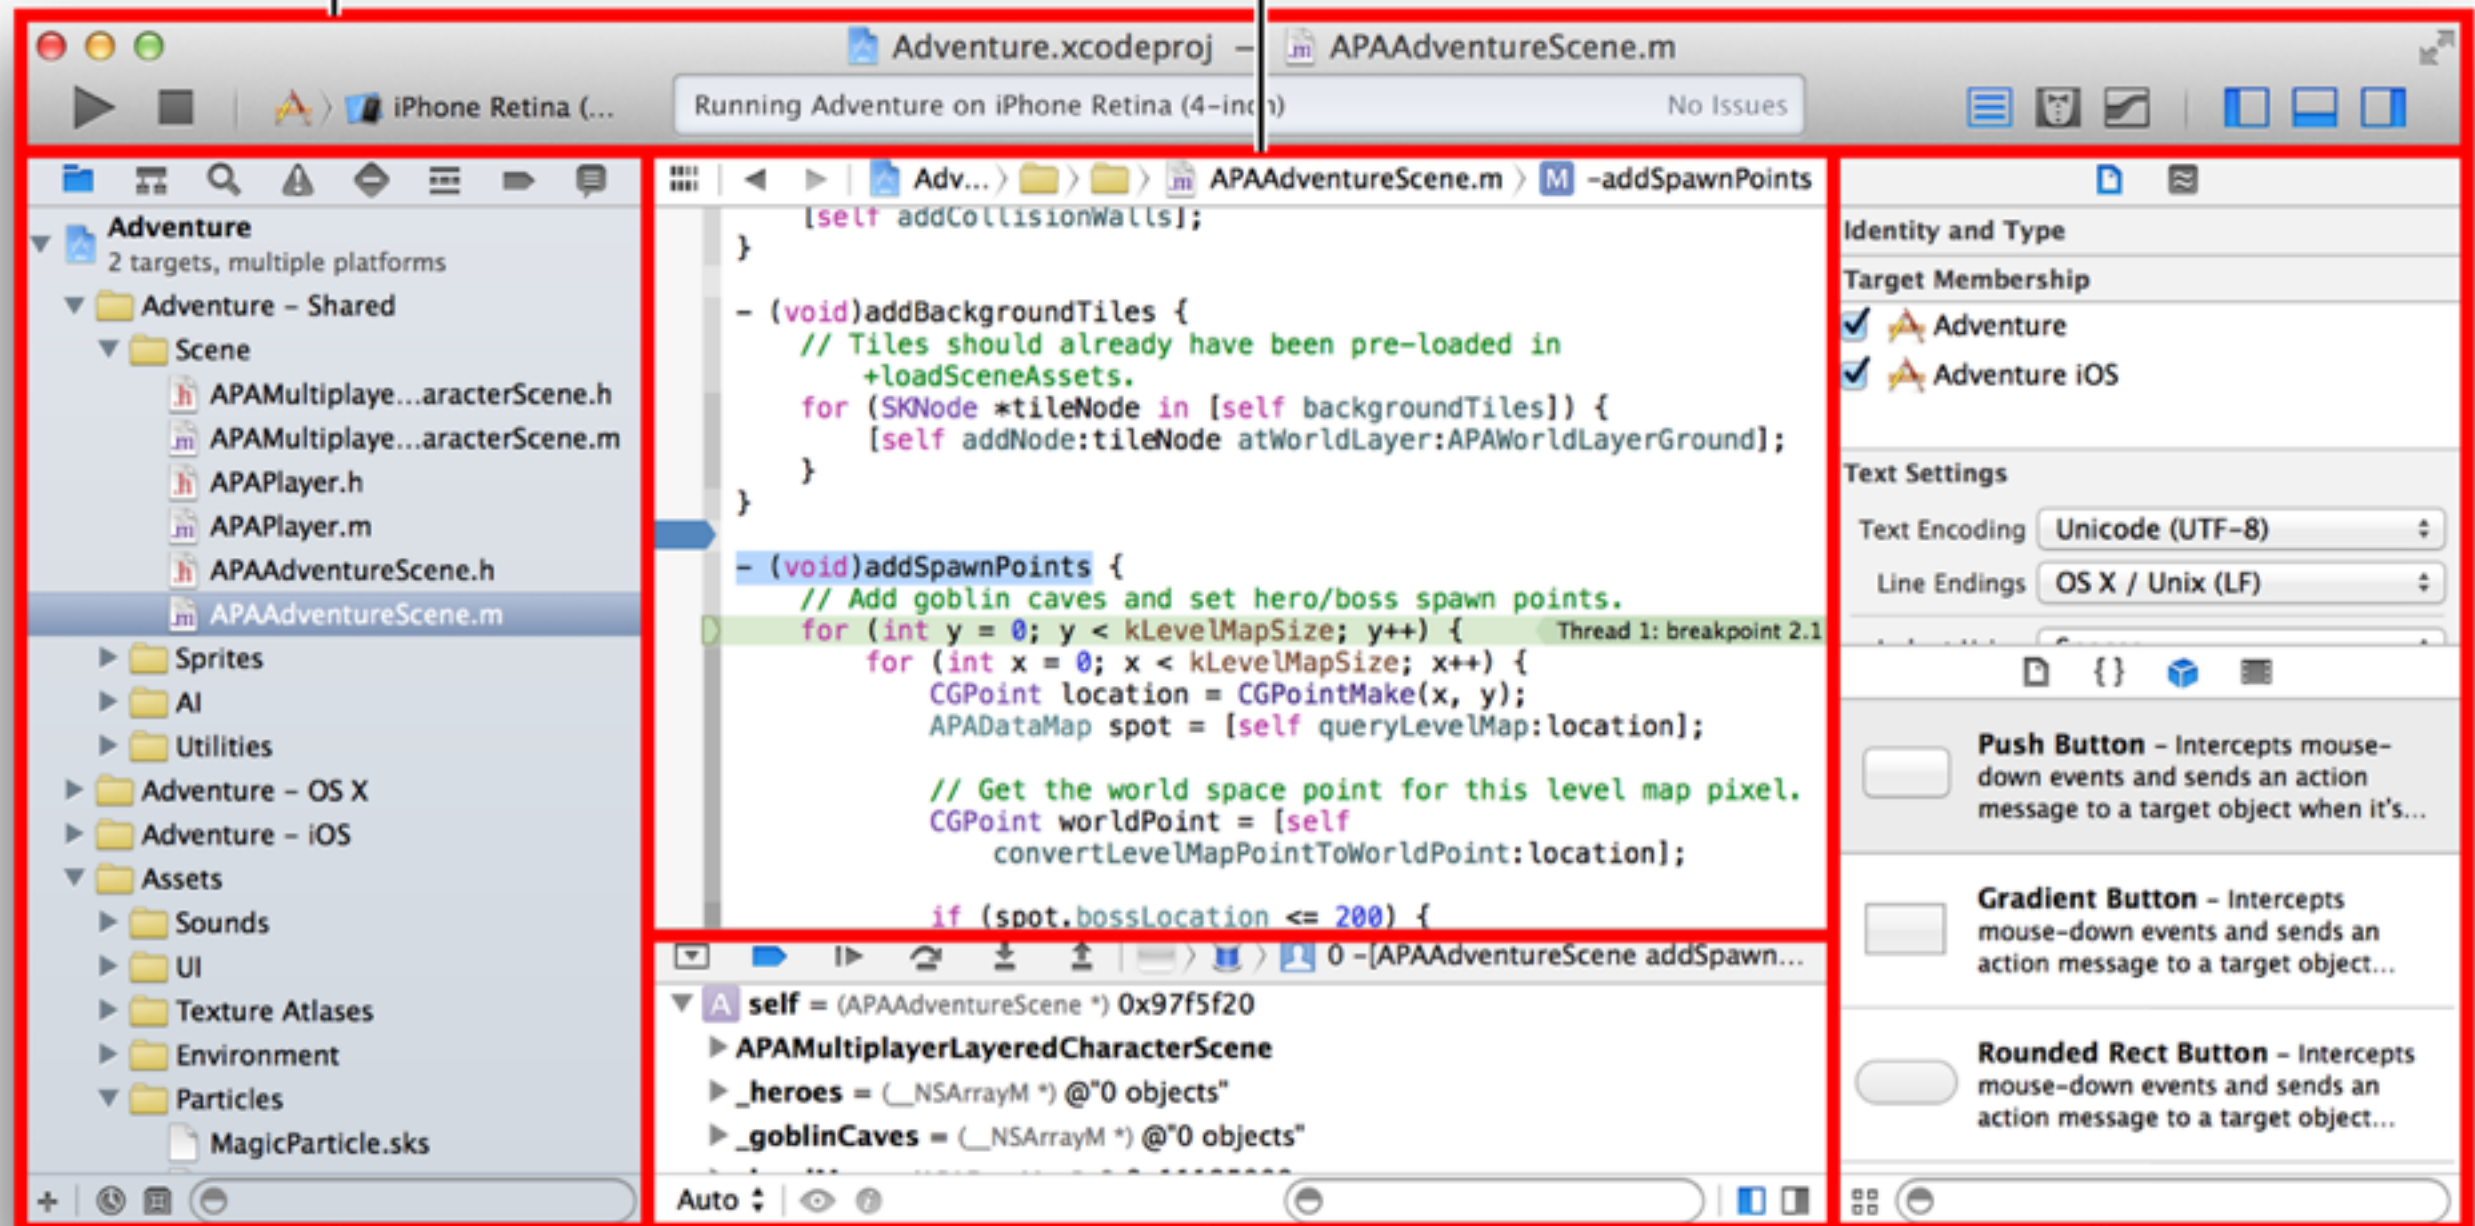 Adventure.xcodeproj – APAAdventureScene.m
iPhone Retina (...
Running Adventure on iPhone Retina (4-inch)
No Issues
Adventure
2 targets, multiple platforms
Adventure – Shared
Scene
APAMultiplaye...aracterScene.h
APAMultiplaye...aracterScene.m
APAPlayer.h
APAPlayer.m
APAAdventureScene.h
APAAdventureScene.m
Sprites
AI
Utilities
Adventure – OS X
Adventure – iOS
Assets
Sounds
UI
Texture Atlases
Environment
Particles
MagicParticle.sks
Adv... APAAdventureScene.m M -addSpawnPoints
[self addCollisionWalls];
}
- (void)addBackgroundTiles {
// Tiles should already have been pre-loaded in
+loadSceneAssets.
for (SKNode *tileNode in [self backgroundTiles]) {
[self addNode:tileNode atWorldLayer:APAWorldLayerGround];
}
}
- (void)addSpawnPoints {
// Add goblin caves and set hero/boss spawn points.
for (int y = 0; y < kLevelMapSize; y++) { Thread 1: breakpoint 2.1
for (int x = 0; x < kLevelMapSize; x++) {
CGPoint location = CGPointMake(x, y);
APADataMap spot = [self queryLevelMap:location];
// Get the world space point for this level map pixel.
CGPoint worldPoint = [self
convertLevelMapPointToWorldPoint:location];
if (spot.bossLocation <= 200) {
0 -[APAAdventureScene addSpawn...
A self = (APAAdventureScene *) 0x97f5f20
APAMultiplayerLayeredCharacterScene
_heroes = (__NSArrayM *) @"0 objects"
_goblinCaves = (__NSArrayM *) @"0 objects"
Auto
Identity and Type
Target Membership
Adventure
Adventure iOS
Text Settings
Text Encoding Unicode (UTF-8)
Line Endings OS X / Unix (LF)
{}
Push Button – Intercepts mouse-
down events and sends an action
message to a target object when it's...
Gradient Button – Intercepts
mouse-down events and sends an
action message to a target object...
Rounded Rect Button – Intercepts
mouse-down events and sends an
action message to a target object...